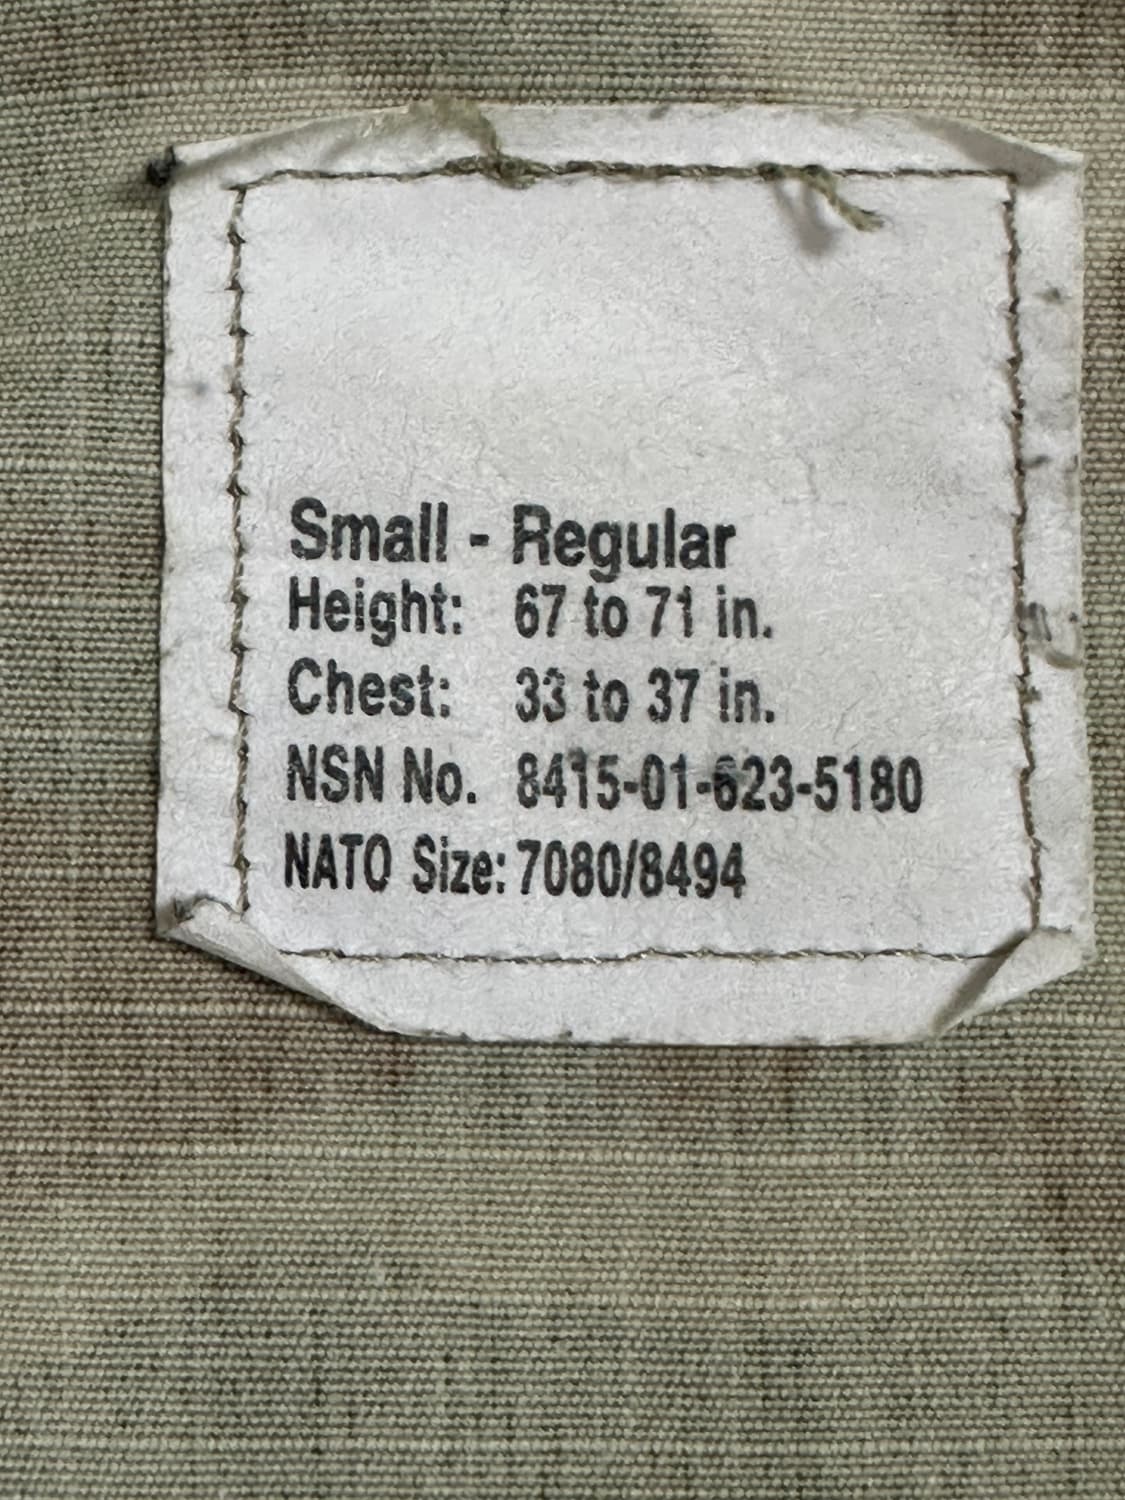 Small - Regular
Height: 67 to 71 in.
Chest: 33 to 37 in.
NSN No. 8415-01-623-5180
NATO Size: 7080/8494